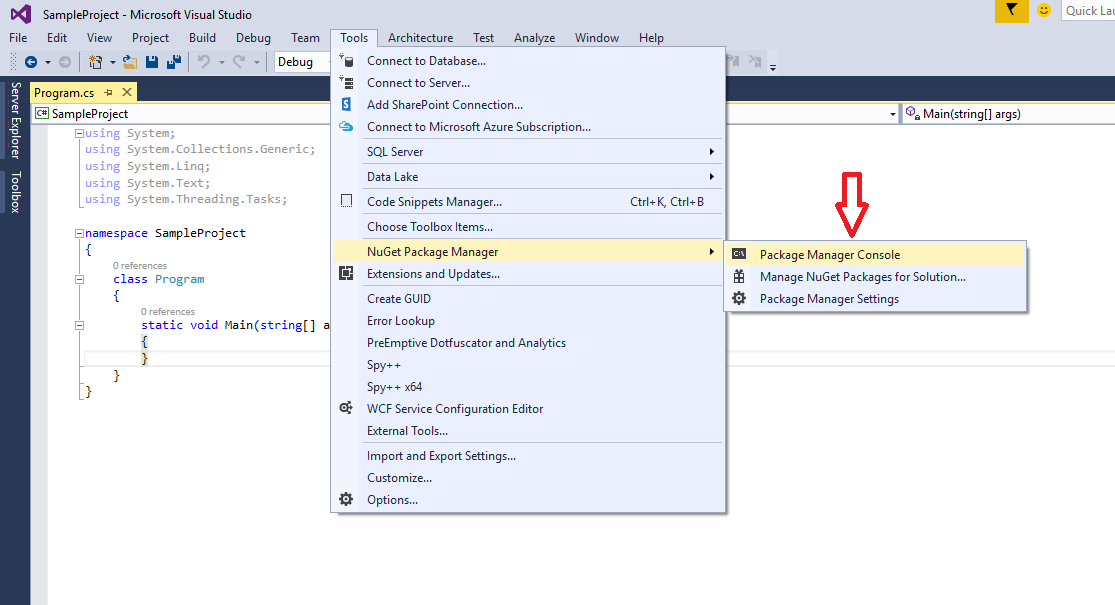 SampleProject - Microsoft Visual Studio
Quick Lau
File Edit View Project Build Debug Team Tools Architecture Test Analyze Window Help
Debug
Server Explorer
Toolbox
Program.cs
C# SampleProject
Main(string[] args)
using System;
using System.Collections.Generic;
using System.Linq;
using System.Text;
using System.Threading.Tasks;
namespace SampleProject
{
0 references
class Program
{
0 references
static void Main(string[] a
{
}
}
}
Connect to Database...
Connect to Server...
Add SharePoint Connection...
Connect to Microsoft Azure Subscription...
SQL Server
Data Lake
Code Snippets Manager... Ctrl+K, Ctrl+B
Choose Toolbox Items...
NuGet Package Manager
Extensions and Updates...
Create GUID
Error Lookup
PreEmptive Dotfuscator and Analytics
Spy++
Spy++ x64
WCF Service Configuration Editor
External Tools...
Import and Export Settings...
Customize...
Options...
C:\ Package Manager Console
Manage NuGet Packages for Solution...
Package Manager Settings